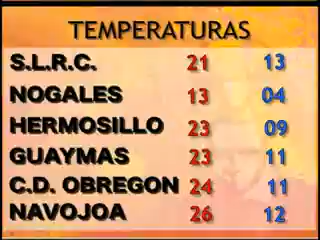 TEMPERATURAS
S.L.R.C. 21 13
NOGALES 13 04
HERMOSILLO 23 09
GUAYMAS 23 11
C.D. OBREGON 24 11
NAVOJOA 26 12